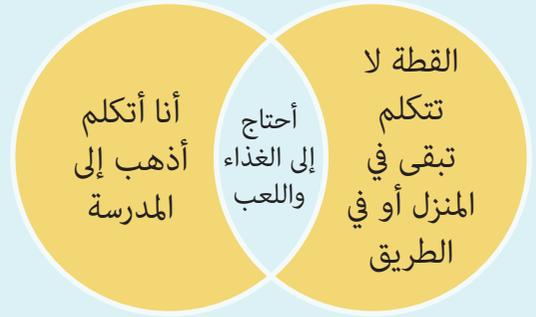 القطة لا
تتكلم
تبقى في
المنزل أو في
الطريق
أحتاج
إلى الغذاء
واللعب
أنا أتكلم
أذهب إلى
المدرسة